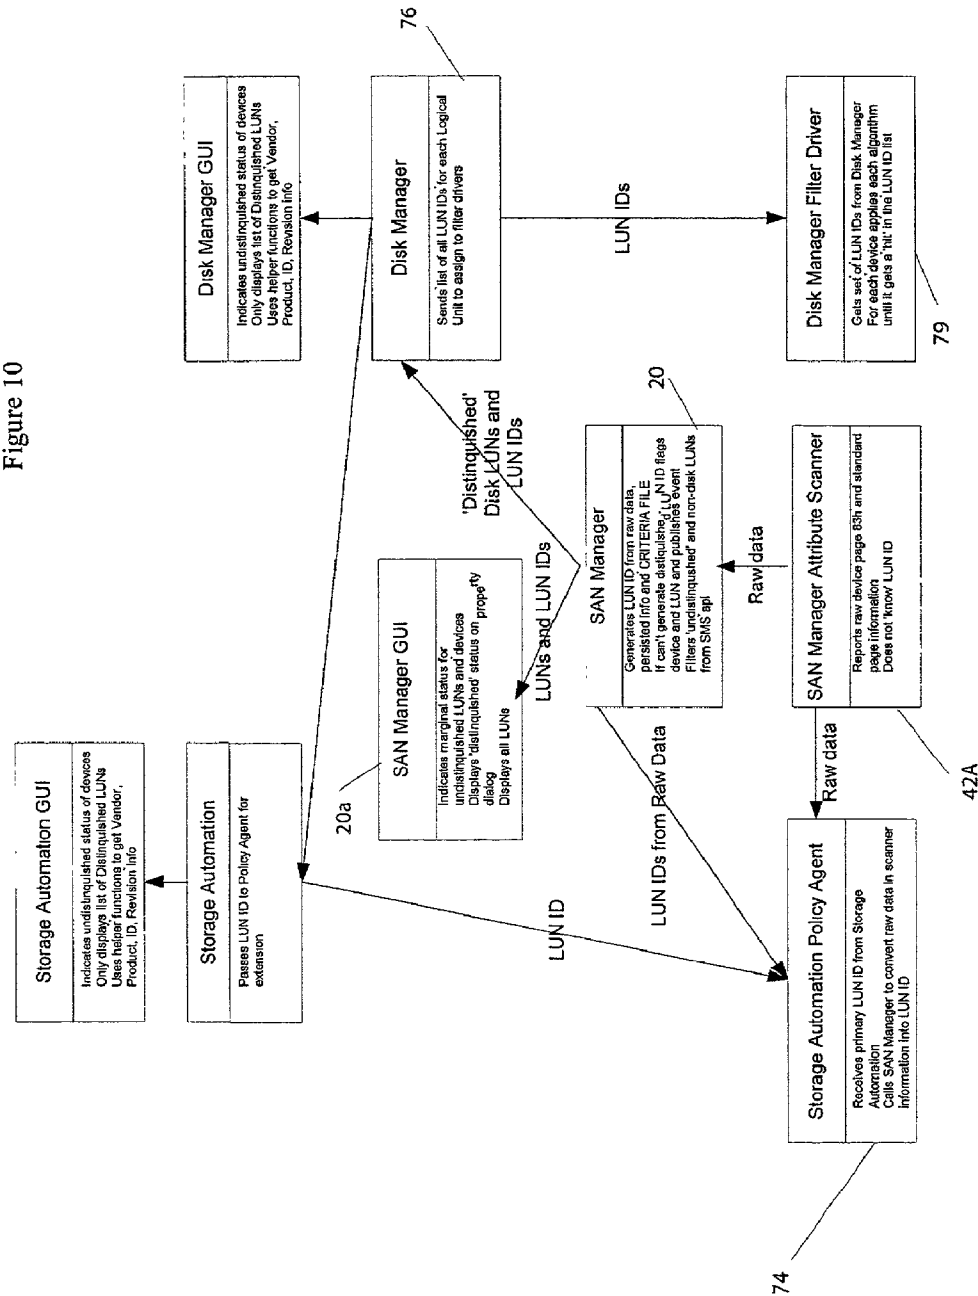 Figure 10
Storage Automation GUI
Indicates undistinquished status of devices
Only displays list of Distinquished LUNs
Uses helper functions to get Vendor,
Product, ID, Revision info
Disk Manager GUI
Indicates undistinquished status of devices
Only displays list of Distinquished LUNs
Uses helper functions to get Vendor,
Product, ID, Revision Info
Storage Automation
Passes LUN ID to Policy Agent for
extension
Disk Manager
Sends list of all LUN IDs for each Logical
Unit to assign to filter drivers
76
20a
SAN Manager GUI
Indicates marginal status for
undistinquished LUNs and devices
Displays 'distinquished' status on property
dialog
Displays all LUNs
'Distinquished'
Disk LUNs and
LUN IDs
LUNs and LUN IDs
LUN ID
LUN IDs from Raw Data
LUN IDs
SAN Manager
Generates LUN ID from raw data,
persisted info and CRITERIA FILE
If can't generate distiquished LUN ID flags
device and LUN and publishes event
Filters 'undistinqushed' and non-disk LUNs
from SMS api
20
Raw data
Raw data
Storage Automation Policy Agent
Receives primary LUN ID from Storage
Automation
Calls SAN Manager to convert raw data in scanner
information into LUN ID
74
SAN Manager Attribute Scanner
Reports raw device page 83h and standard
page information
Does not 'know' LUN ID
42A
Disk Manager Filter Driver
Gets set of LUN IDs from Disk Manager
For each device applies each algorithm
until it gets a 'hit' in the LUN ID list
79